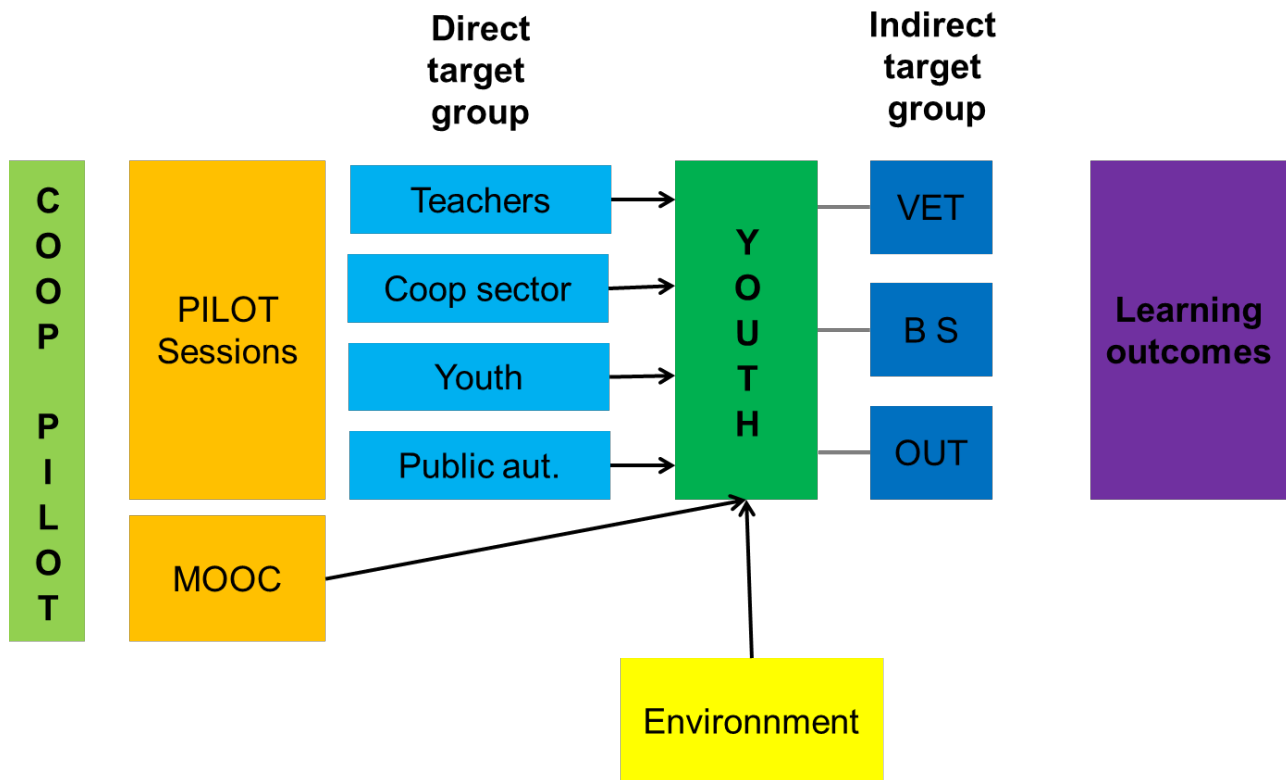 Direct
target
group
Indirect
target
group
COOP PILOT
PILOT
Sessions
MOOC
Teachers
Coop sector
Youth
Public aut.
YOUTH
VET
B S
OUT
Learning
outcomes
Environnment